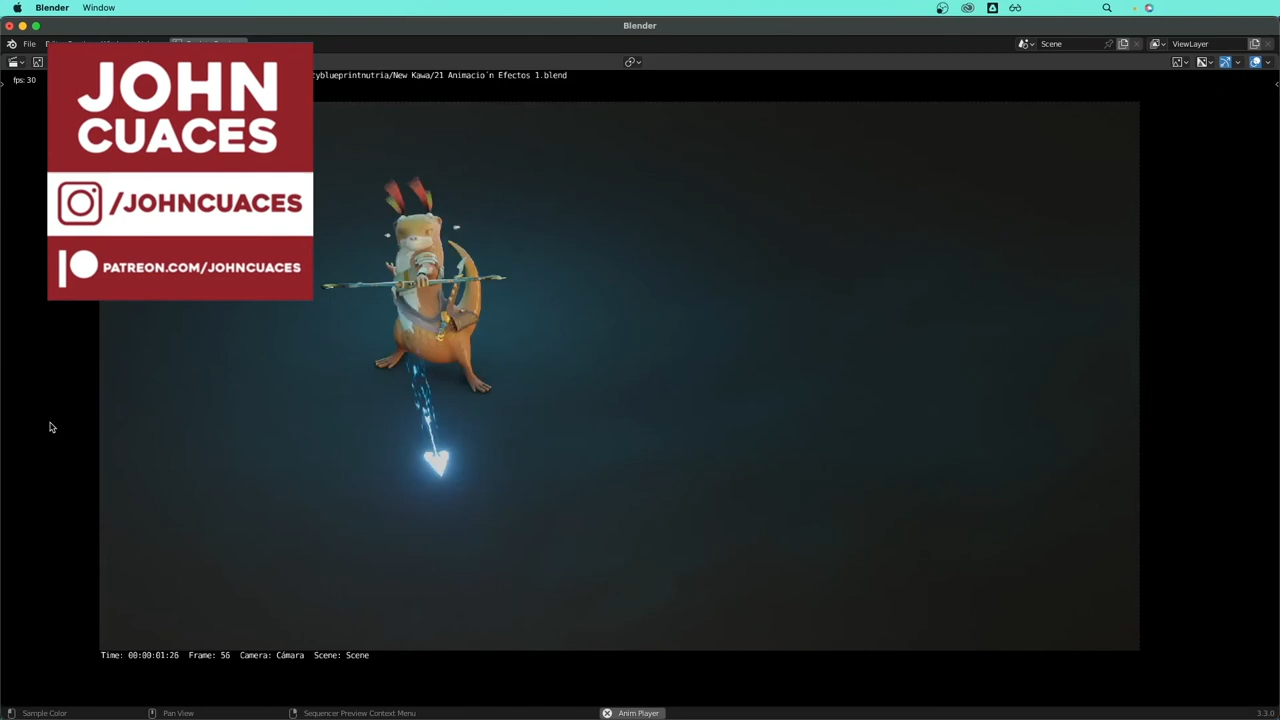 Blender
Window
Blender
File
Scene
ViewLayer
fps: 30
JOHN
CUACES
/JOHNCUACES
PATREON.COM/JOHNCUACES
cyblueprintnutria/New Kawa/21 Animacio´n Efectos 1.blend
Time: 00:00:01:26 Frame: 56 Camera: Cámara Scene: Scene
Sample Color
Pan View
Sequencer Preview Context Menu
Anim Player
3.3.0